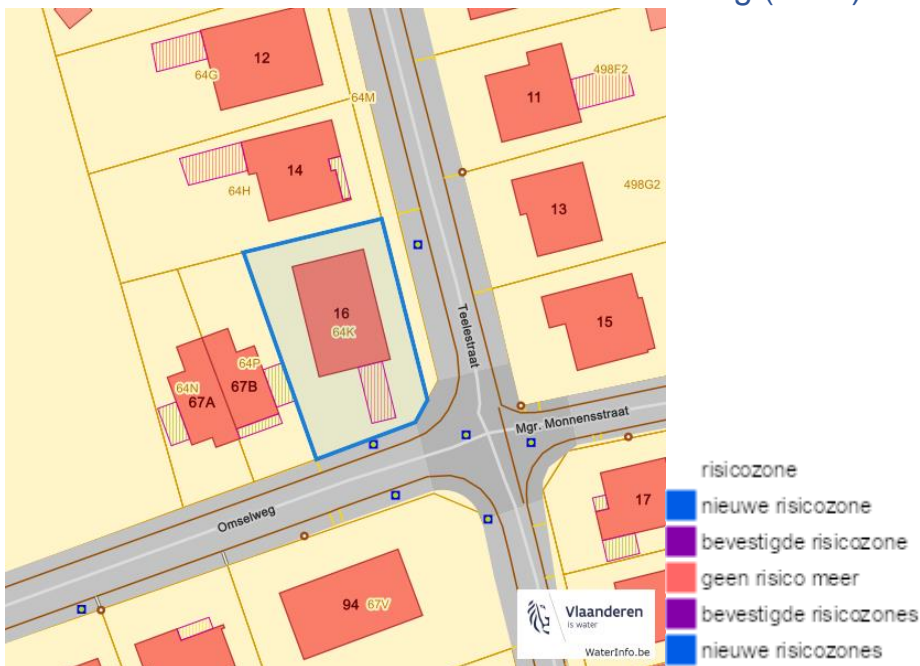 12
64G
64M
11
498F2
14
64H
498G2
13
16
64K
15
Teelestraat
64P
64N
67B
67A
Mgr. Monnensstraat
17
Omselweg
94
67V
Vlaanderen
is water
WaterInfo.be
risicozone
nieuwe risicozone
bevestigde risicozone
geen risico meer
bevestigde risicozones
nieuwe risicozones